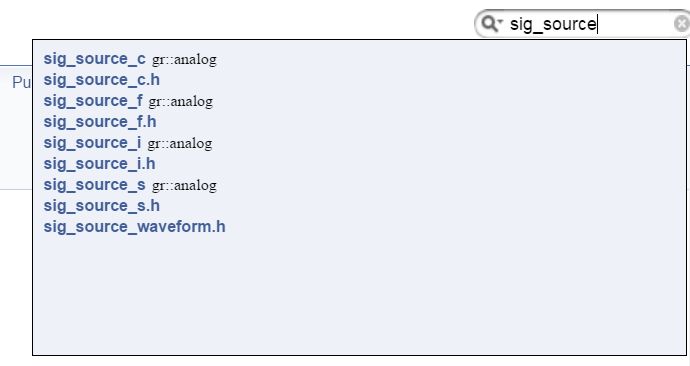 sig_source
Pu
sig_source_c gr::analog
sig_source_c.h
sig_source_f gr::analog
sig_source_f.h
sig_source_i gr::analog
sig_source_i.h
sig_source_s gr::analog
sig_source_s.h
sig_source_waveform.h